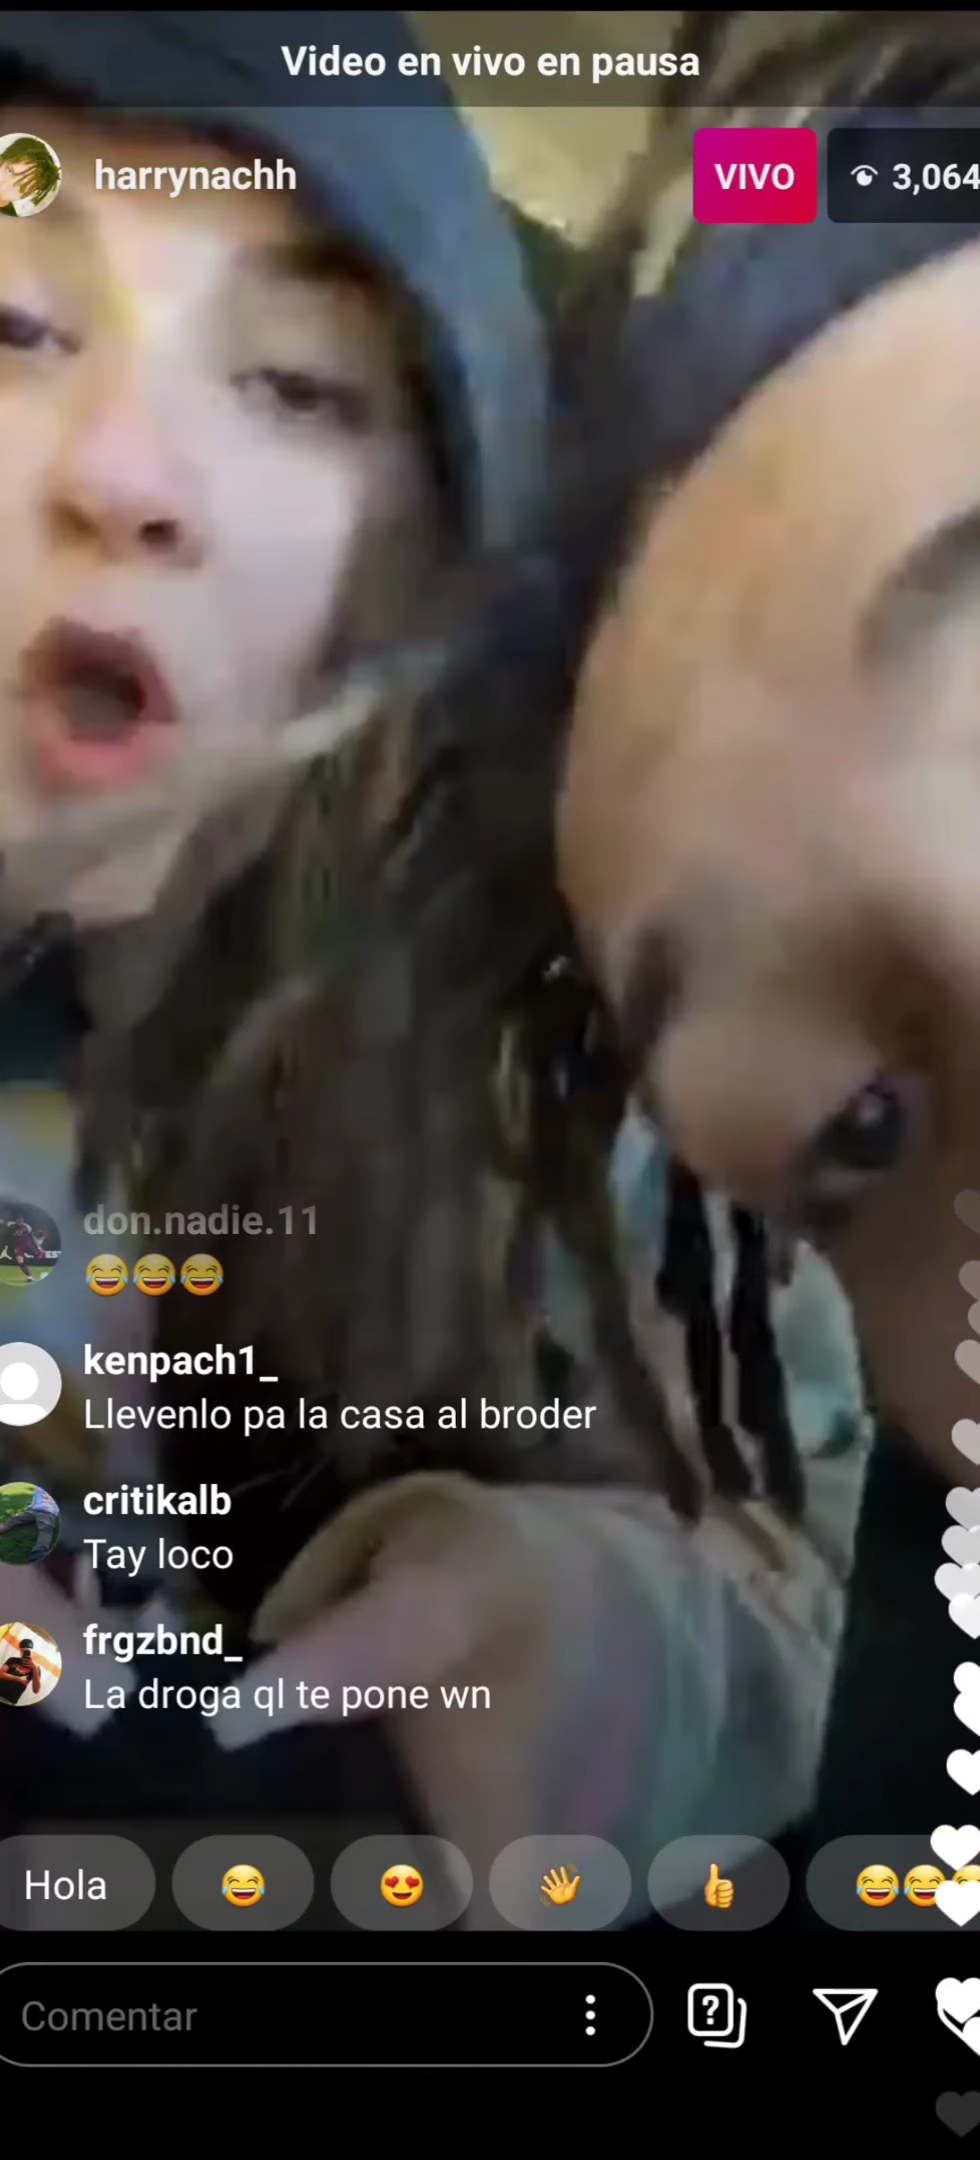 Video en vivo en pausa
harrynachh
VIVO
3,064
don.nadie.11
😂😂😂
kenpach1_
Llevenlo pa la casa al broder
critikalb
Tay loco
frgzbnd_
La droga ql te pone wn
Hola
Comentar